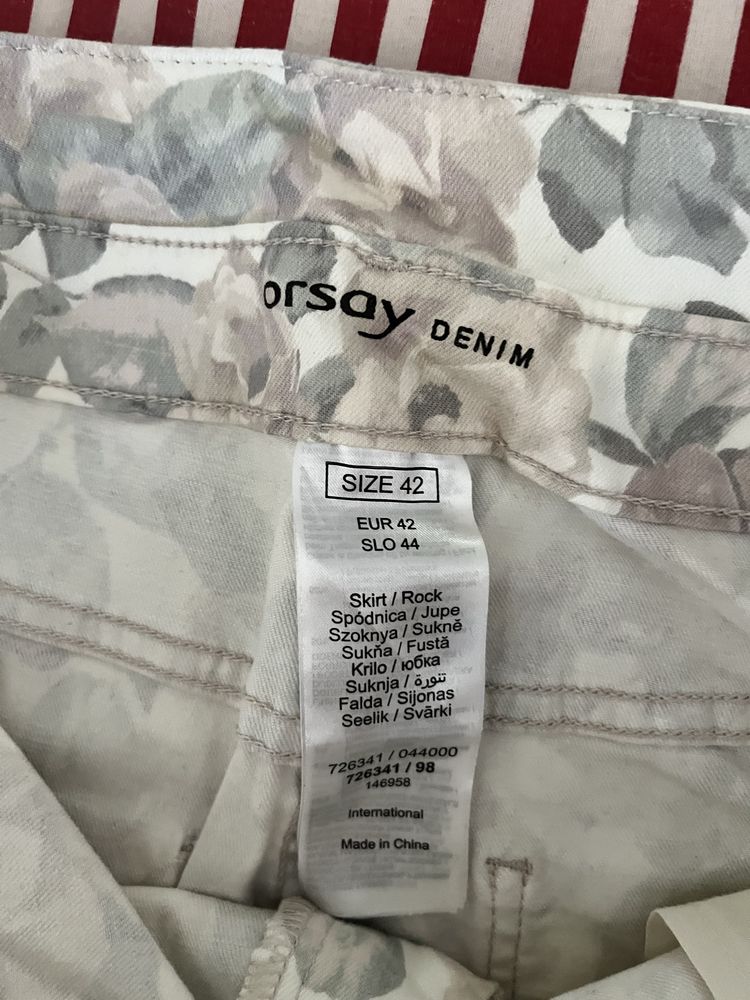 orsay DENIM
SIZE 42
EUR 42
SLO 44
Skirt / Rock
Spódnica / Jupe
Szoknya / Sukně
Sukňa / Fustă
Krilo / юбка
Suknja / تنورة
Falda / Sijonas
Seelik / Svārki
726341 / 044000
726341 / 98
146958
International
Made in China